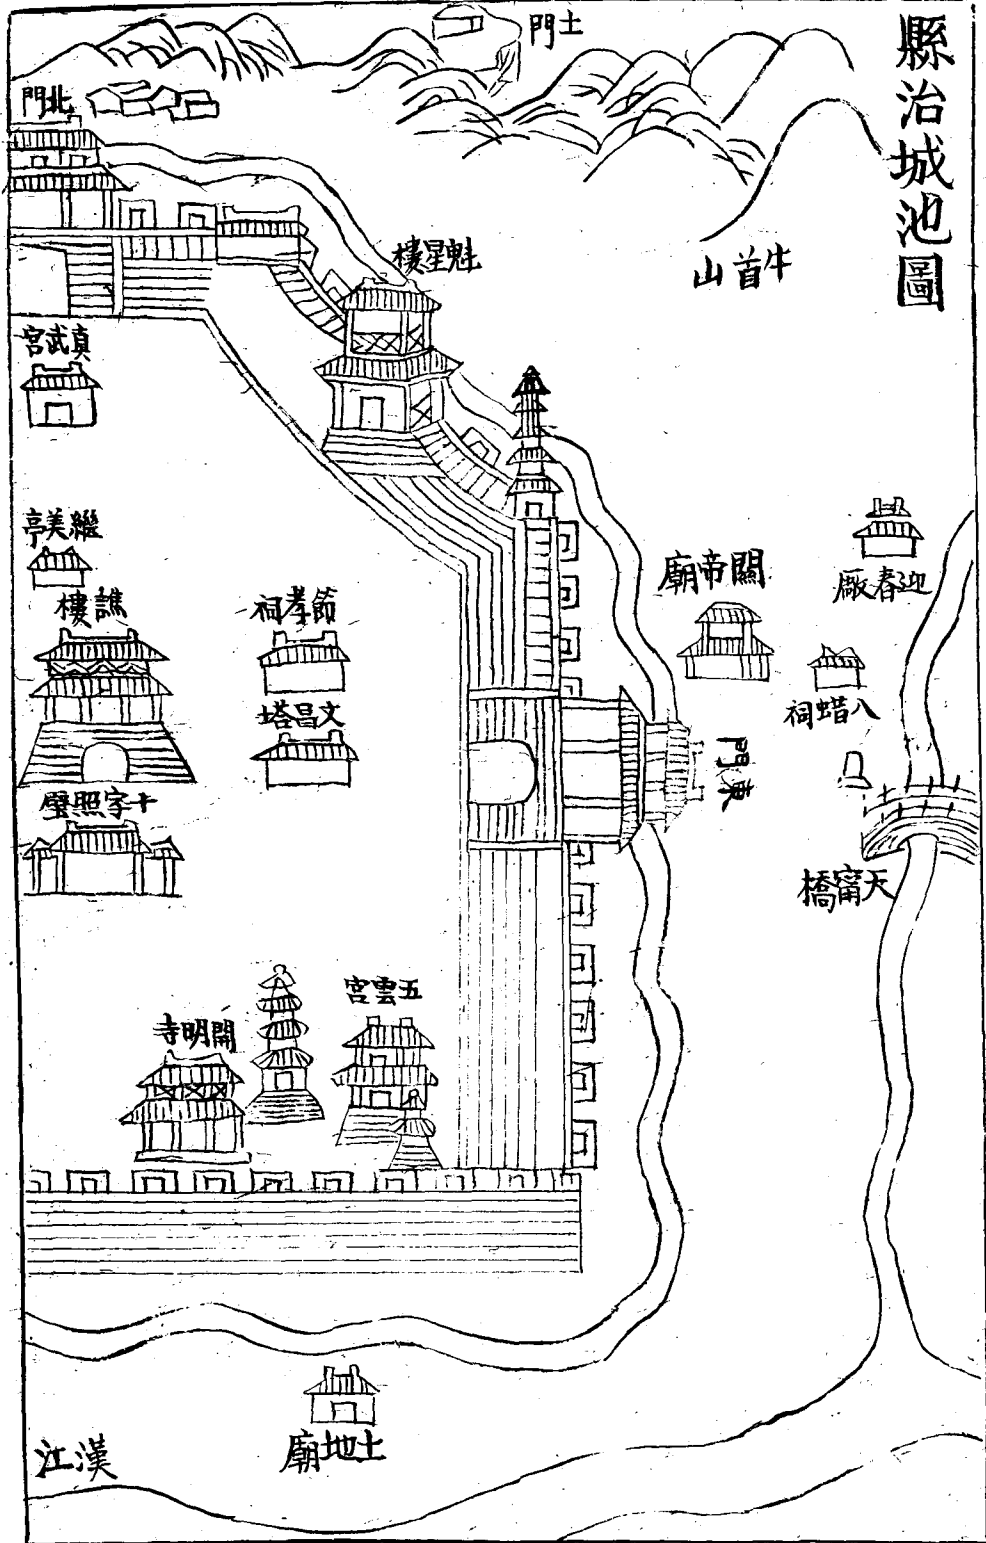 縣治城池圖
土門
北門
牛首山
魁星樓
真武宮
繼美亭
譙樓
節孝祠
文昌塔
十字照壁
關帝廟
迎春厰
八蜡祠
東門
天甯橋
五雲宮
開明寺
土地廟
漢江